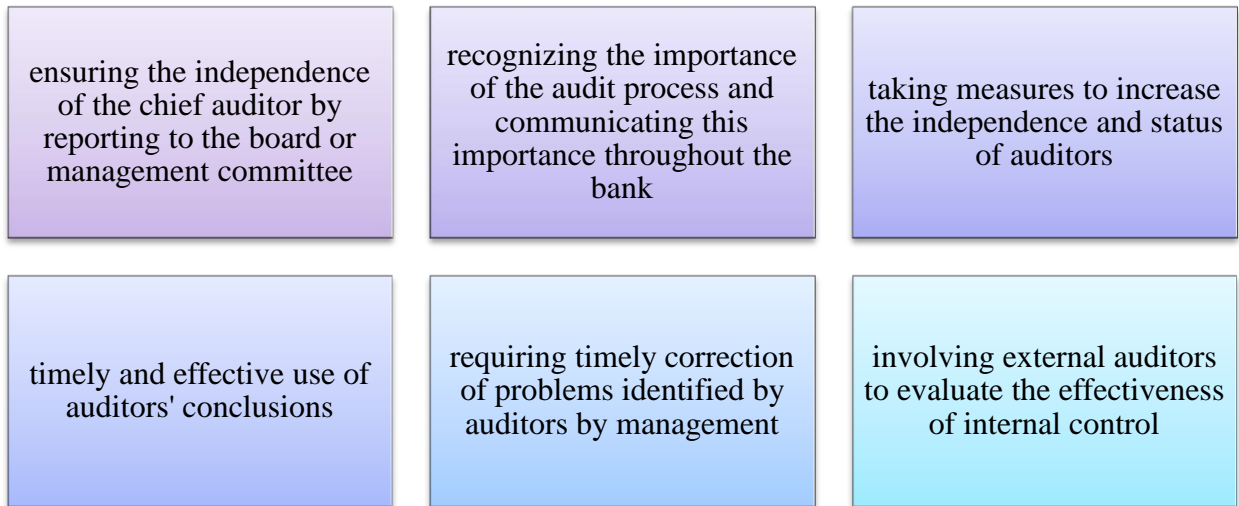 ensuring the independence
of the chief auditor by
reporting to the board or
management committee
recognizing the importance
of the audit process and
communicating this
importance throughout the
bank
taking measures to increase
the independence and status
of auditors
timely and effective use of
auditors' conclusions
requiring timely correction
of problems identified by
auditors by management
involving external auditors
to evaluate the effectiveness
of internal control